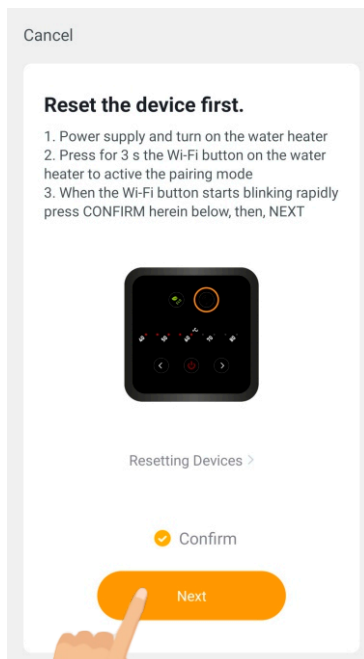 Cancel
Reset the device first.
1. Power supply and turn on the water heater
2. Press for 3 s the Wi-Fi button on the water
heater to active the pairing mode
3. When the Wi-Fi button starts blinking rapidly
press CONFIRM herein below, then, NEXT
Resetting Devices >
Confirm
Next